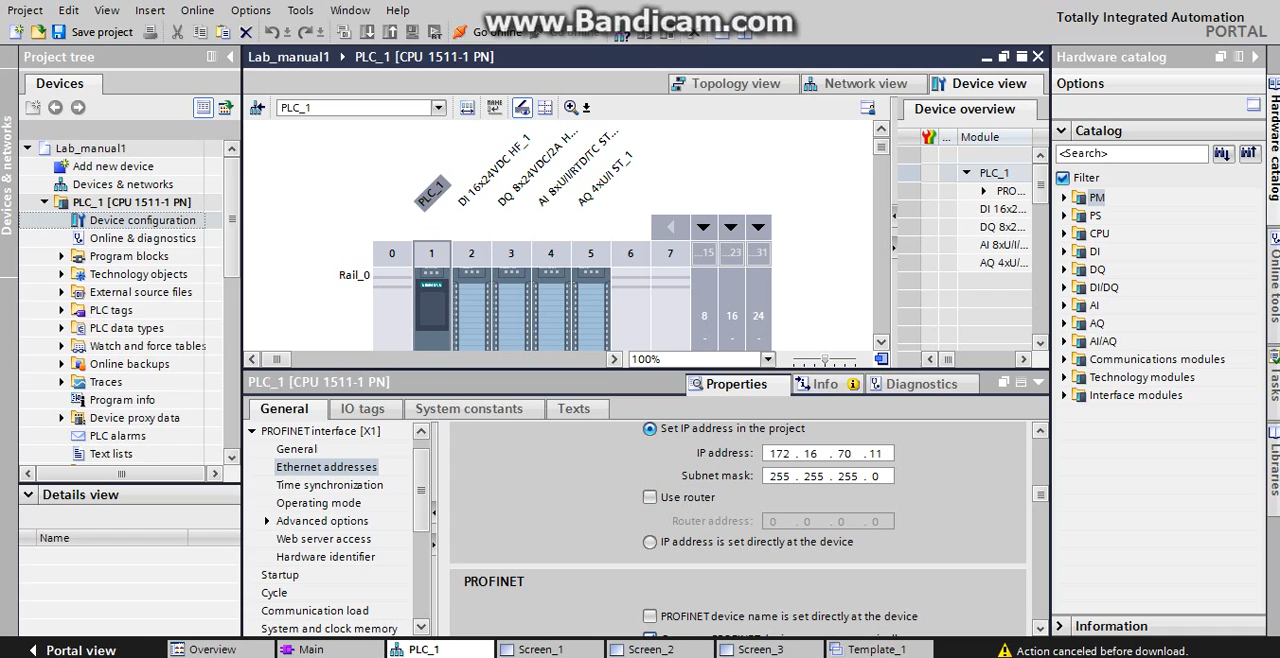 www.Bandicam.com
Project Edit View Insert Online Options Tools Window Help
Totally Integrated Automation
PORTAL
Save project
Go online
Project tree
Lab_manual1 PLC_1 [CPU 1511-1 PN]
Hardware catalog
Devices
Topology view Network view Device view
Options
PLC_1
Device overview
Catalog
... Module
<Search>
Filter
Lab_manual1
Add new device
Devices & networks
PLC_1 [CPU 1511-1 PN]
Device configuration
Online & diagnostics
Program blocks
Technology objects
External source files
PLC tags
PLC data types
Watch and force tables
Online backups
Traces
Program info
Device proxy data
PLC alarms
Text lists
Details view
Name
Devices & networks
PLC_1
DI 16x24VDC HF_1
DQ 8x24VDC/2A H...
AI 8xU/I/RTD/TC ST...
AQ 4xU/I ST_1
0 1 2 3 4 5 6 7 ...15 ...23 ...31
Rail_0
8 16 24
- - -
100%
PLC_1
PRO...
DI 16x2...
DQ 8x2...
AI 8xU/I/...
AQ 4xU/...
PM
PS
CPU
DI
DQ
DI/DQ
AI
AQ
AI/AQ
Communications modules
Technology modules
Interface modules
Information
Hardware catalog
Online tools
Tasks
Libraries
PLC_1 [CPU 1511-1 PN]
Properties Info Diagnostics
General IO tags System constants Texts
PROFINET interface [X1]
General
Ethernet addresses
Time synchronization
Operating mode
Advanced options
Web server access
Hardware identifier
Startup
Cycle
Communication load
System and clock memory
Set IP address in the project
IP address: 172 . 16 . 70 . 11
Subnet mask: 255 . 255 . 255 . 0
Use router
Router address: 0 . 0 . 0 . 0
IP address is set directly at the device
PROFINET
PROFINET device name is set directly at the device
Portal view Overview Main PLC_1 Screen_1 Screen_2 Screen_3 Template_1
Action canceled before download.